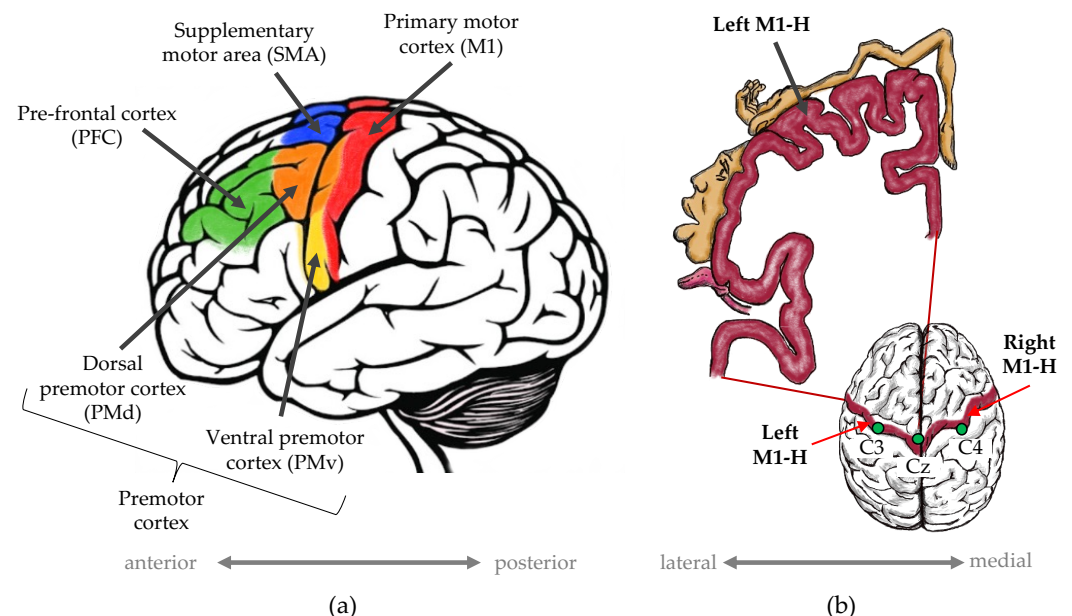 Supplementary
motor area (SMA)
Primary motor
cortex (M1)
Pre-frontal cortex
(PFC)
Dorsal
premotor cortex
(PMd)
Ventral premotor
cortex (PMv)
Premotor
cortex
anterior
posterior
(a)
Left M1-H
Right
M1-H
Left
M1-H
C3
Cz
C4
lateral
medial
(b)